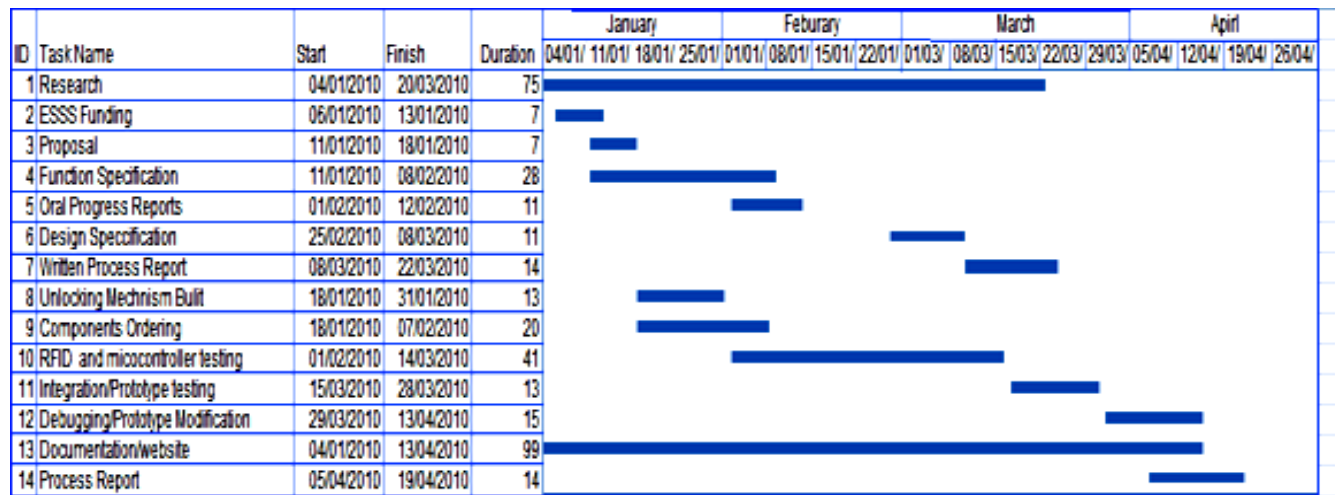 January Feburary March Apirl
ID Task Name Start Finish Duration 04/01/ 11/01/ 18/01/ 25/01/ 01/01/ 08/01/ 15/01/ 22/01/ 01/03/ 08/03/ 15/03/ 22/03/ 29/03/ 05/04/ 12/04/ 19/04/ 26/04/
1 Research 04/01/2010 20/03/2010 75
2 ESSS Funding 06/01/2010 13/01/2010 7
3 Proposal 11/01/2010 18/01/2010 7
4 Function Specification 11/01/2010 08/02/2010 28
5 Oral Progress Reports 01/02/2010 12/02/2010 11
6 Design Speccification 25/02/2010 08/03/2010 11
7 Written Process Report 08/03/2010 22/03/2010 14
8 Unlocking Mechnism Bulit 18/01/2010 31/01/2010 13
9 Components Ordering 18/01/2010 07/02/2010 20
10 RFID and micocontroller testing 01/02/2010 14/03/2010 41
11 Integration/Prototype testing 15/03/2010 28/03/2010 13
12 Debugging/Prototype Modification 29/03/2010 13/04/2010 15
13 Documentation/website 04/01/2010 13/04/2010 99
14 Process Report 05/04/2010 19/04/2010 14